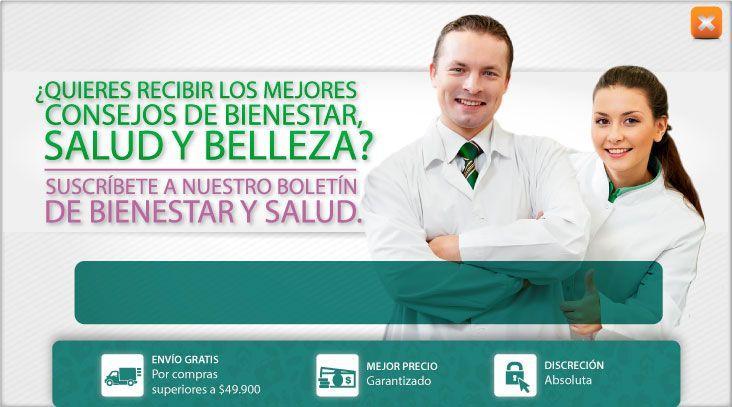 ¿QUIERES RECIBIR LOS MEJORES
CONSEJOS DE BIENESTAR,
SALUD Y BELLEZA?
SUSCRÍBETE A NUESTRO BOLETÍN
DE BIENESTAR Y SALUD.
ENVÍO GRATIS
Por compras
superiores a $49.900
MEJOR PRECIO
Garantizado
DISCRECIÓN
Absoluta